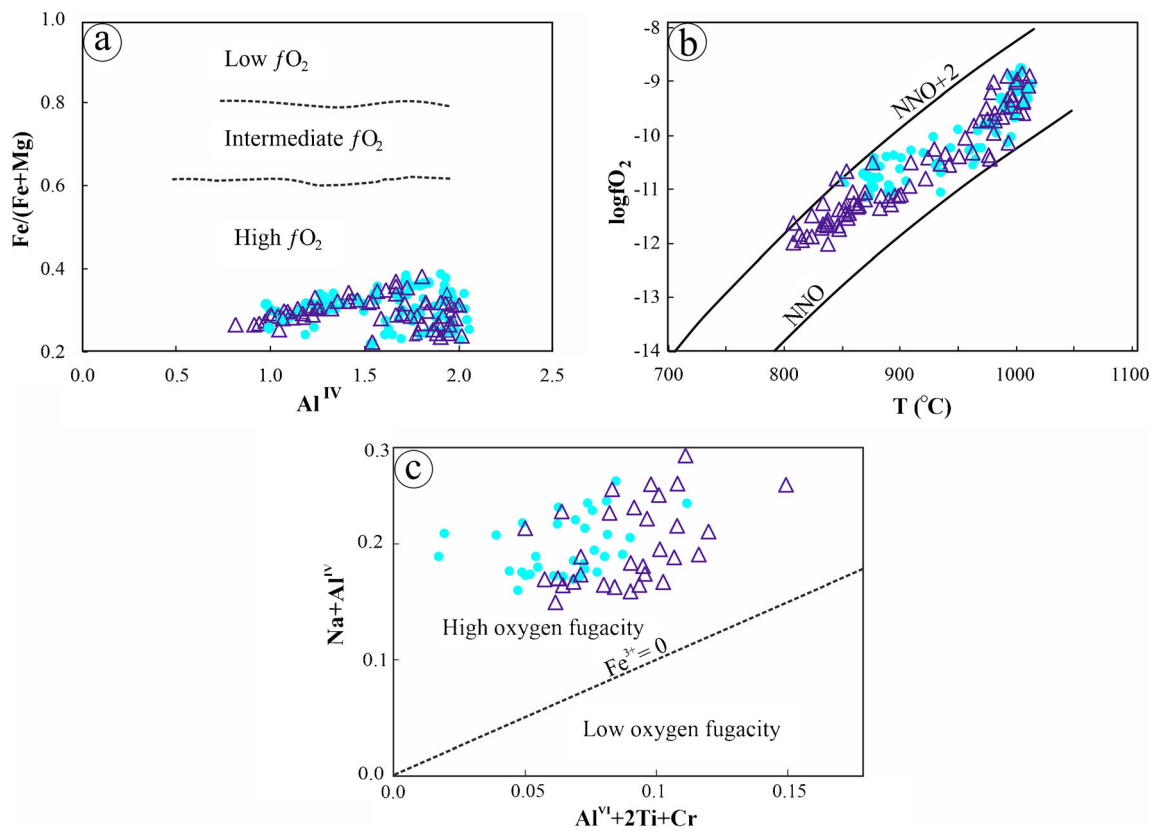 a
Fe/(Fe+Mg)
1.0
0.8
0.6
0.4
0.2
Low ƒO₂
Intermediate ƒO₂
High ƒO₂
0.0 0.5 1.0 1.5 2.0 2.5
Al^IV
b
logfO₂
-8
-9
-10
-11
-12
-13
-14
NNO+2
NNO
700 800 900 1000 1100
T (°C)
c
Na+Al^IV
0.3
0.2
0.1
0.0
High oxygen fugacity
Fe³⁺= 0
Low oxygen fugacity
0.0 0.05 0.1 0.15
Al^VI+2Ti+Cr